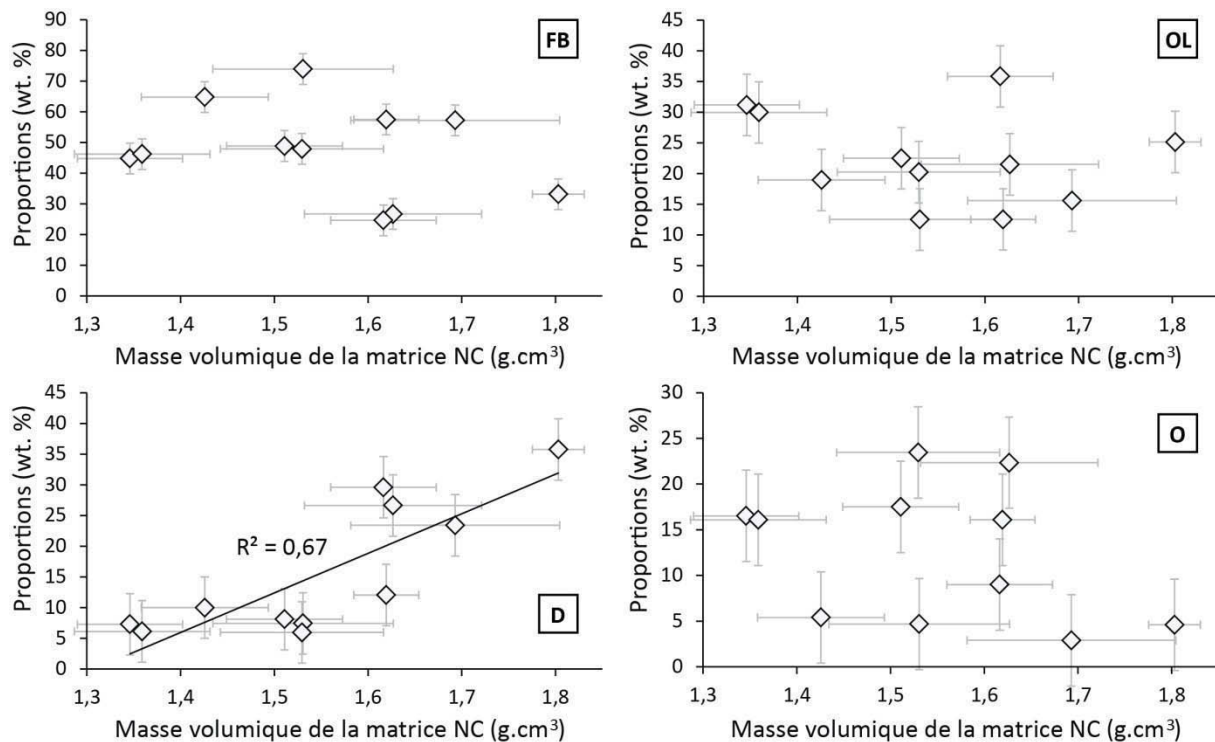 Proportions (wt. %)
90
80
70
60
50
40
30
20
10
0
FB
1,3 1,4 1,5 1,6 1,7 1,8
Masse volumique de la matrice NC (g.cm³)
Proportions (wt. %)
45
40
35
30
25
20
15
10
5
0
OL
1,3 1,4 1,5 1,6 1,7 1,8
Masse volumique de la matrice NC (g.cm³)
Proportions (wt. %)
45
40
35
30
25
20
15
10
5
0
R² = 0,67
D
1,3 1,4 1,5 1,6 1,7 1,8
Masse volumique de la matrice NC (g.cm³)
Proportions (wt. %)
30
25
20
15
10
5
0
O
1,3 1,4 1,5 1,6 1,7 1,8
Masse volumique de la matrice NC (g.cm³)